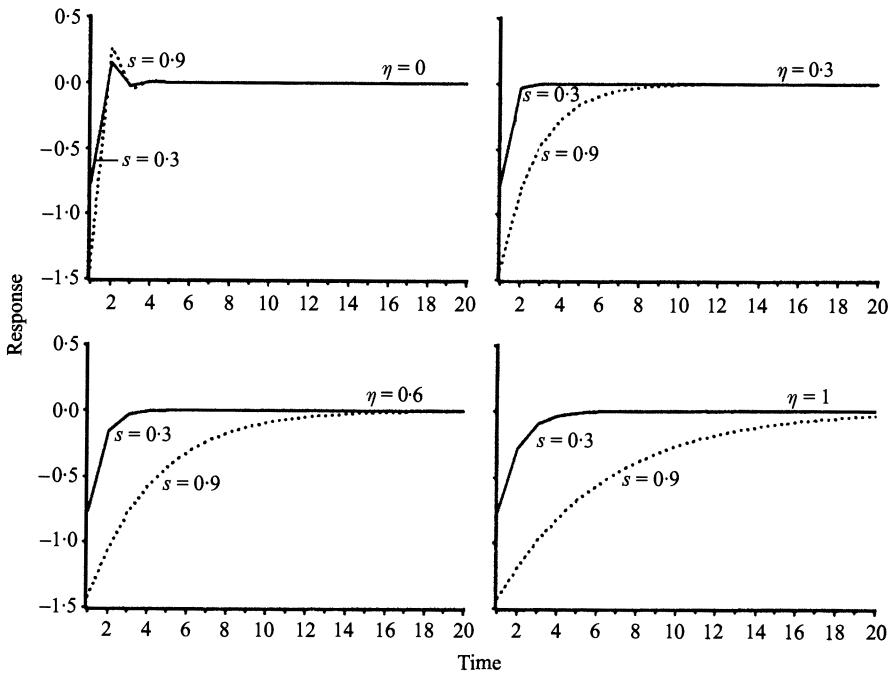 Response
0·5
0·0
−0·5
−1·0
−1·5
s = 0·9
s = 0·3
η = 0
2 4 6 8 10 12 14 16 18 20
s = 0·3
s = 0·9
η = 0·3
2 4 6 8 10 12 14 16 18 20
0·5
0·0
−0·5
−1·0
−1·5
s = 0·3
s = 0·9
η = 0·6
2 4 6 8 10 12 14 16 18 20
s = 0·3
s = 0·9
η = 1
2 4 6 8 10 12 14 16 18 20
Time